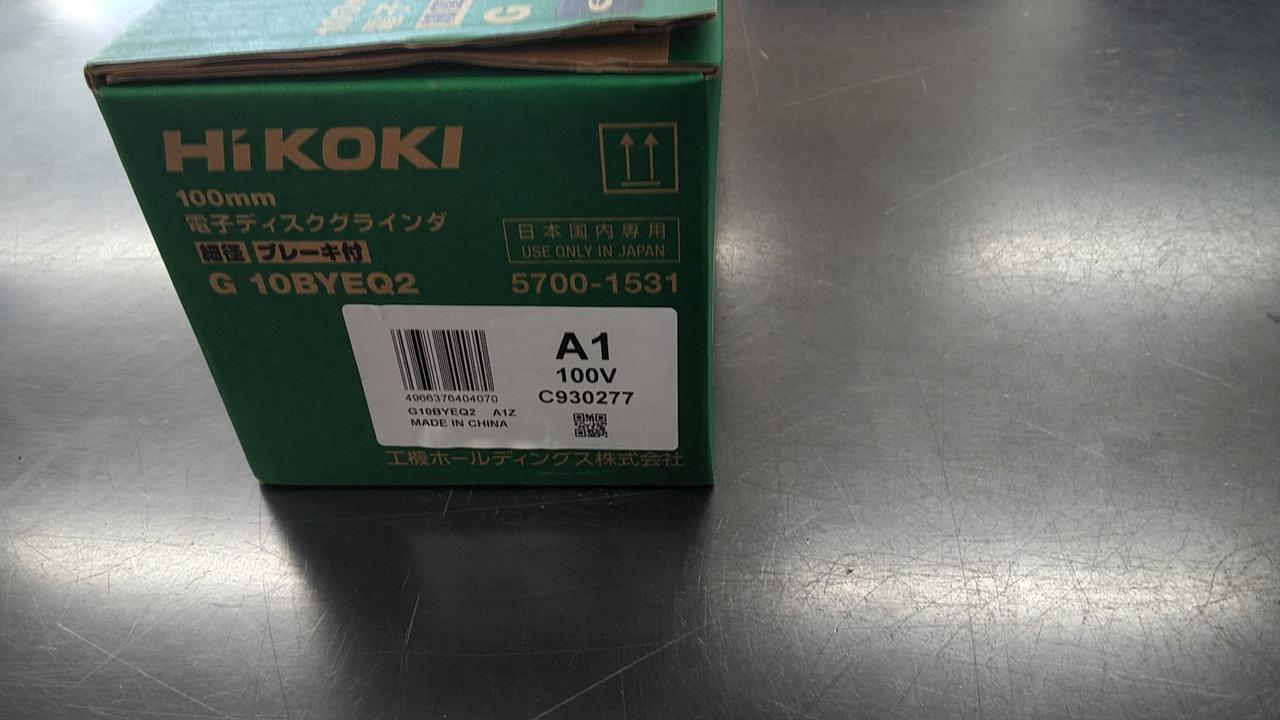 G
HiKOKI
100mm
電子ディスクグラインダ
細径 ブレーキ付
G 10BYEQ2
日本国内専用
USE ONLY IN JAPAN
5700-1531
A1
100V
C930277
4966376404070
G10BYEQ2 A1Z
MADE IN CHINA
工機ホールディングス株式会社